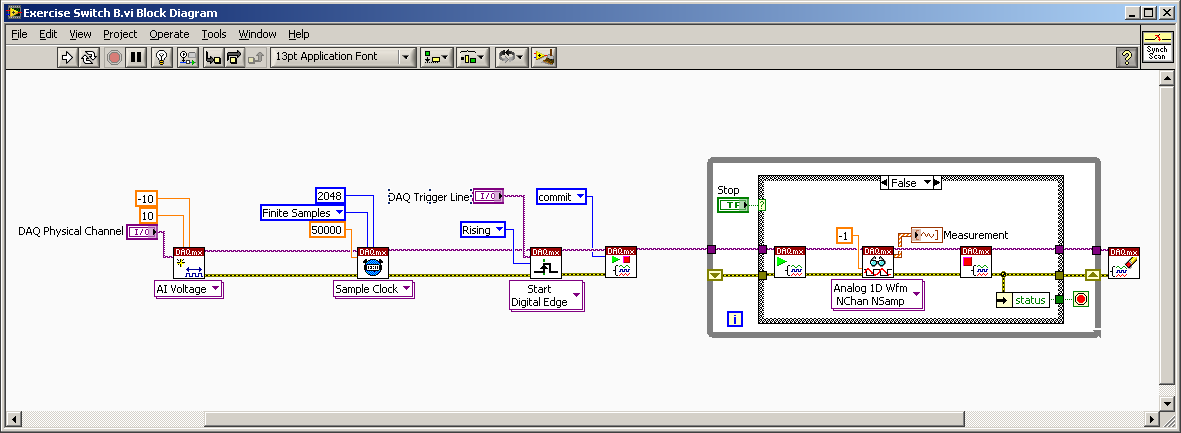 Exercise Switch B.vi Block Diagram
File Edit View Project Operate Tools Window Help
13pt Application Font
?
Synch
Scan
-10
10
DAQ Physical Channel I/O
DAQmx
AI Voltage
2048
Finite Samples
50000
DAQmx
Sample Clock
DAQ Trigger Line I/O
Rising
DAQmx
Start
Digital Edge
commit
DAQmx
False
Stop
TF
?
DAQmx
-1
DAQmx
Measurement
Analog 1D Wfm
NChan NSamp
DAQmx
status
i
DAQmx